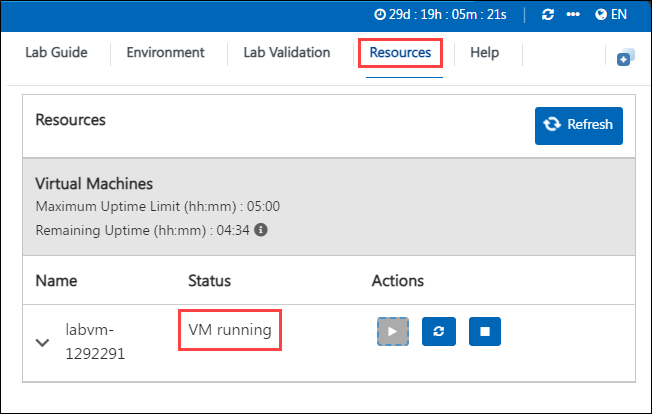 29d : 19h : 05m : 21s EN
Lab Guide Environment Lab Validation Resources Help
Resources Refresh
Virtual Machines
Maximum Uptime Limit (hh:mm) : 05:00
Remaining Uptime (hh:mm) : 04:34
Name Status Actions
labvm-
1292291
VM running